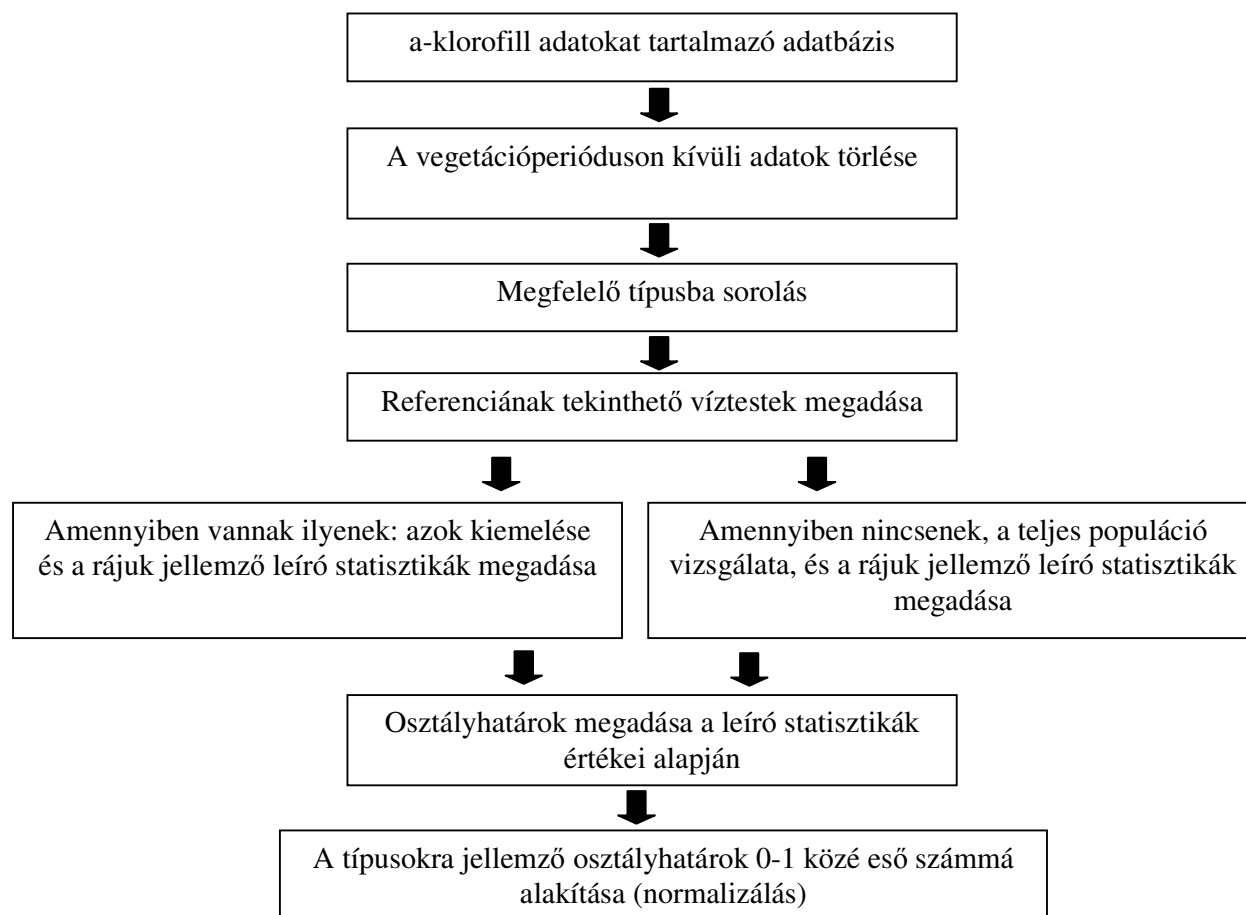 a-klorofill adatokat tartalmazó adatbázis
A vegetációperióduson kívüli adatok törlése
Megfelelő típusba sorolás
Referenciának tekinthető víztestek megadása
Amennyiben vannak ilyenek: azok kiemelése
és a rájuk jellemző leíró statisztikák megadása
Amennyiben nincsenek, a teljes populáció
vizsgálata, és a rájuk jellemző leíró statisztikák
megadása
Osztályhatárok megadása a leíró statisztikák
értékei alapján
A típusokra jellemző osztályhatárok 0-1 közé eső számmá
alakítása (normalizálás)